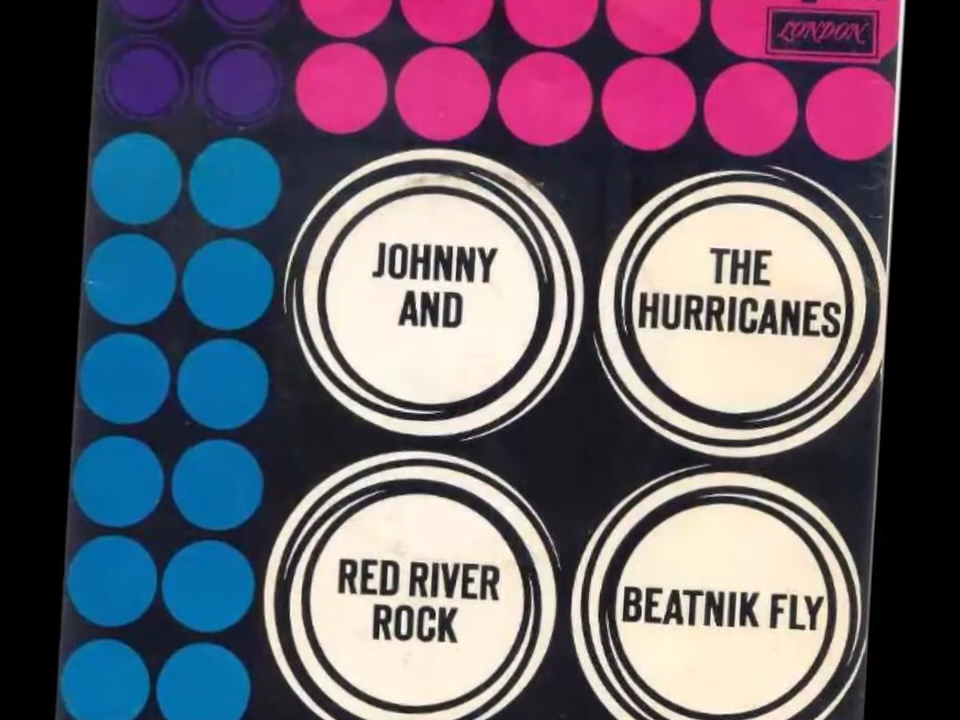 LONDON
JOHNNY
AND
THE
HURRICANES
RED RIVER
ROCK
BEATNIK FLY